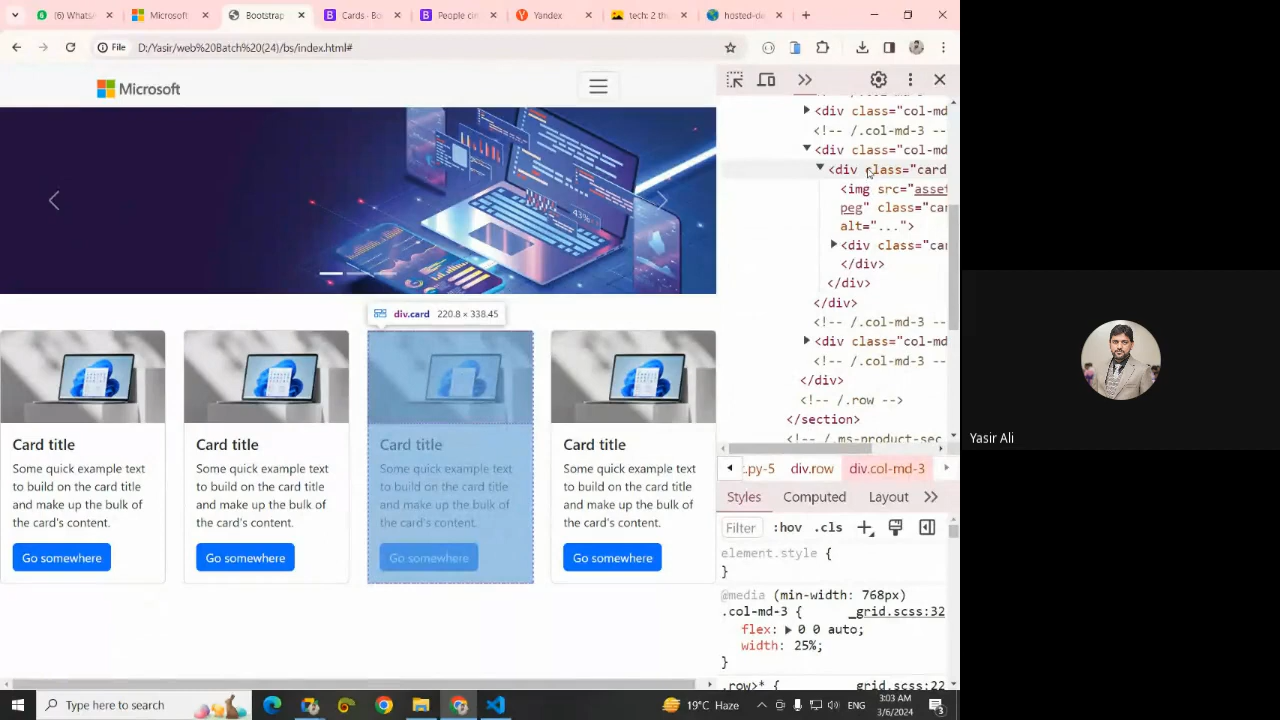 (6) WhatsA
Microsoft
Bootstrap
Cards · Bo
People cir
Yandex
tech: 2 th
hosted-de
File
D:/Yasir/web%20Batch%20(24)/bs/index.html#
Microsoft
43%
div.card 220.8 × 338.45
Card title
Some quick example text
to build on the card title
and make up the bulk of
the card's content.
Go somewhere
Card title
Some quick example text
to build on the card title
and make up the bulk of
the card's content.
Go somewhere
Card title
Some quick example text
to build on the card title
and make up the bulk of
the card's content.
Go somewhere
Card title
Some quick example text
to build on the card title
and make up the bulk of
the card's content.
Go somewhere
<div class="col-md
<!-- /.col-md-3 --
<div class="col-md
<div class="card
<img src="asset
peg" class="car
alt="...">
<div class="car
</div>
</div>
</div>
<!-- /.col-md-3 --
<div class="col-md
<!-- /.col-md-3 --
</div>
<!-- /.row -->
</section>
<!-- /.ms-product-sec
.py-5 div.row div.col-md-3
Styles Computed Layout
Filter :hov .cls
element.style {
}
@media (min-width: 768px)
.col-md-3 { _grid.scss:32
flex: 0 0 auto;
width: 25%;
}
.row>* { grid.scss:22
Yasir Ali
Type here to search
19°C Haze
ENG
3:03 AM
3/6/2024
3